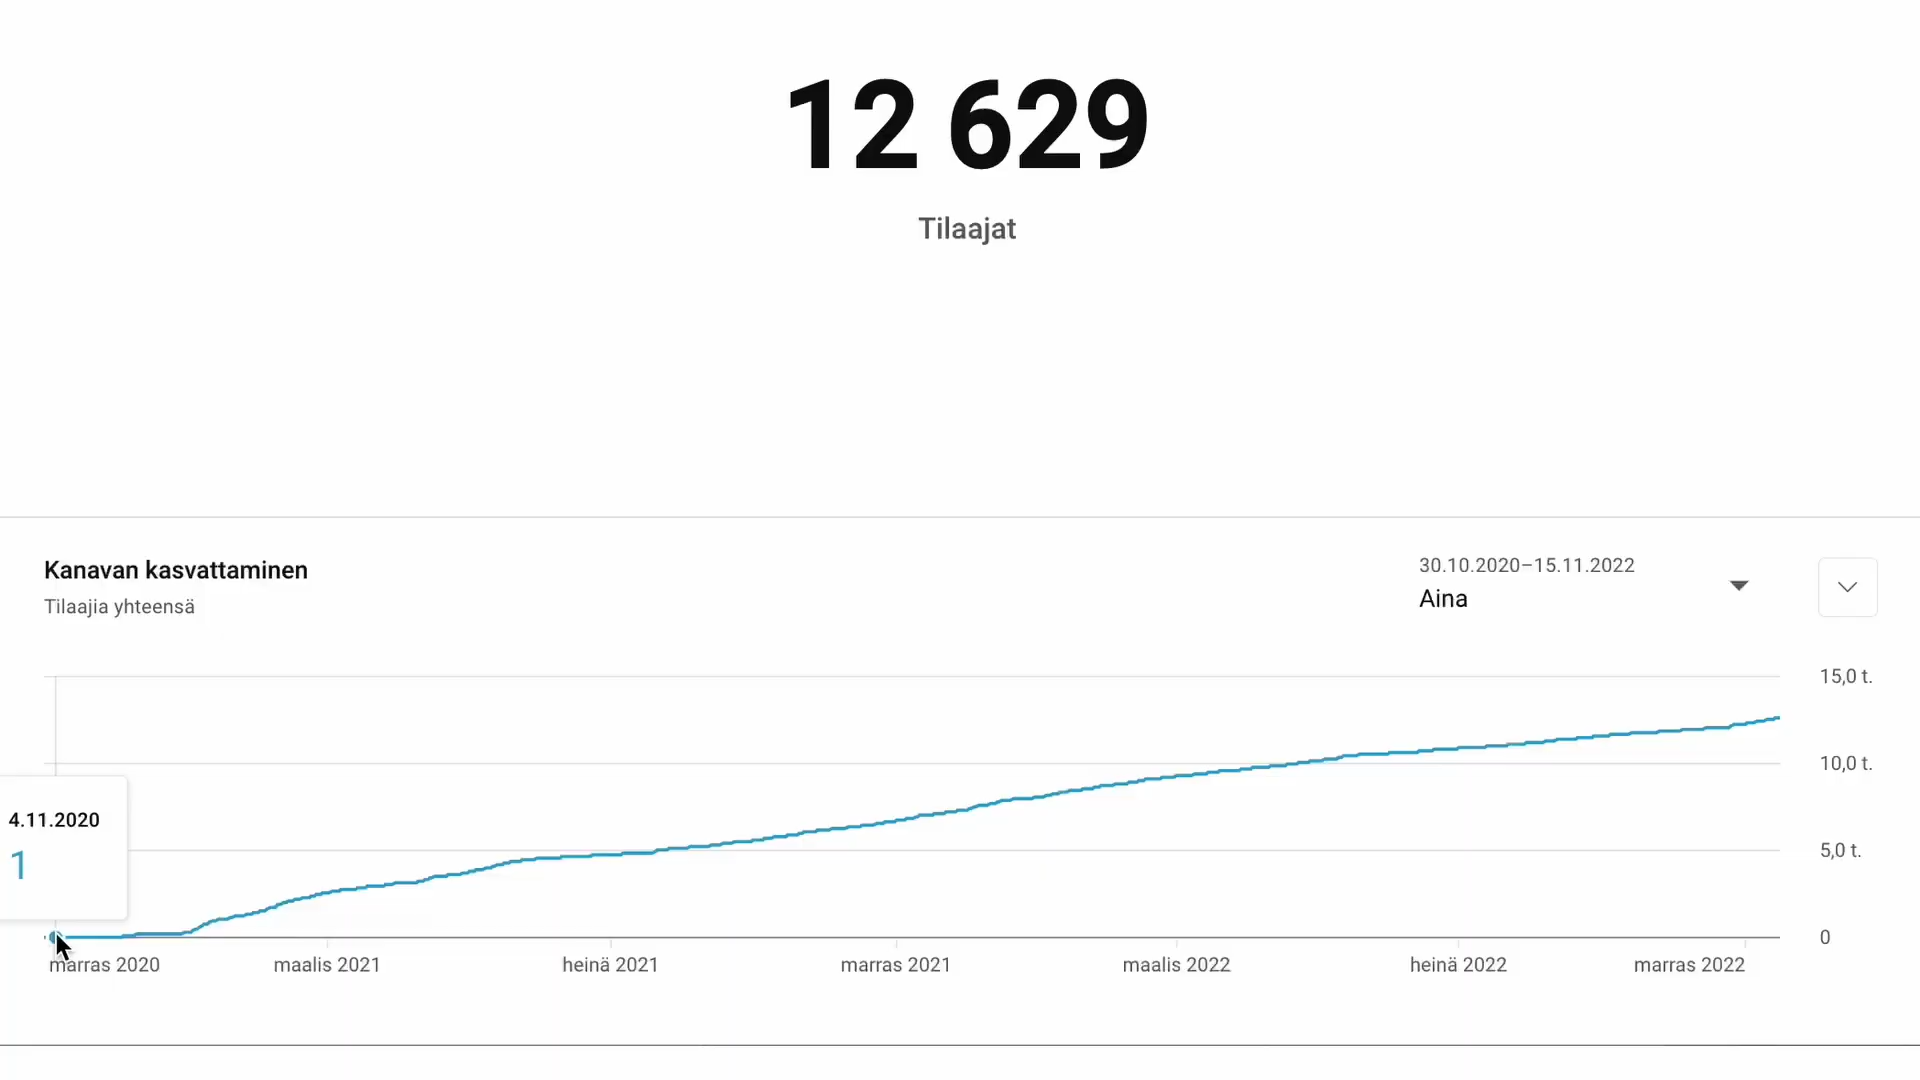 12 629
Tilaajat
Kanavan kasvattaminen
Tilaajia yhteensä
30.10.2020–15.11.2022
Aina
15,0 t.
10,0 t.
4.11.2020
1
5,0 t.
0
marras 2020 maalis 2021 heinä 2021 marras 2021 maalis 2022 heinä 2022 marras 2022